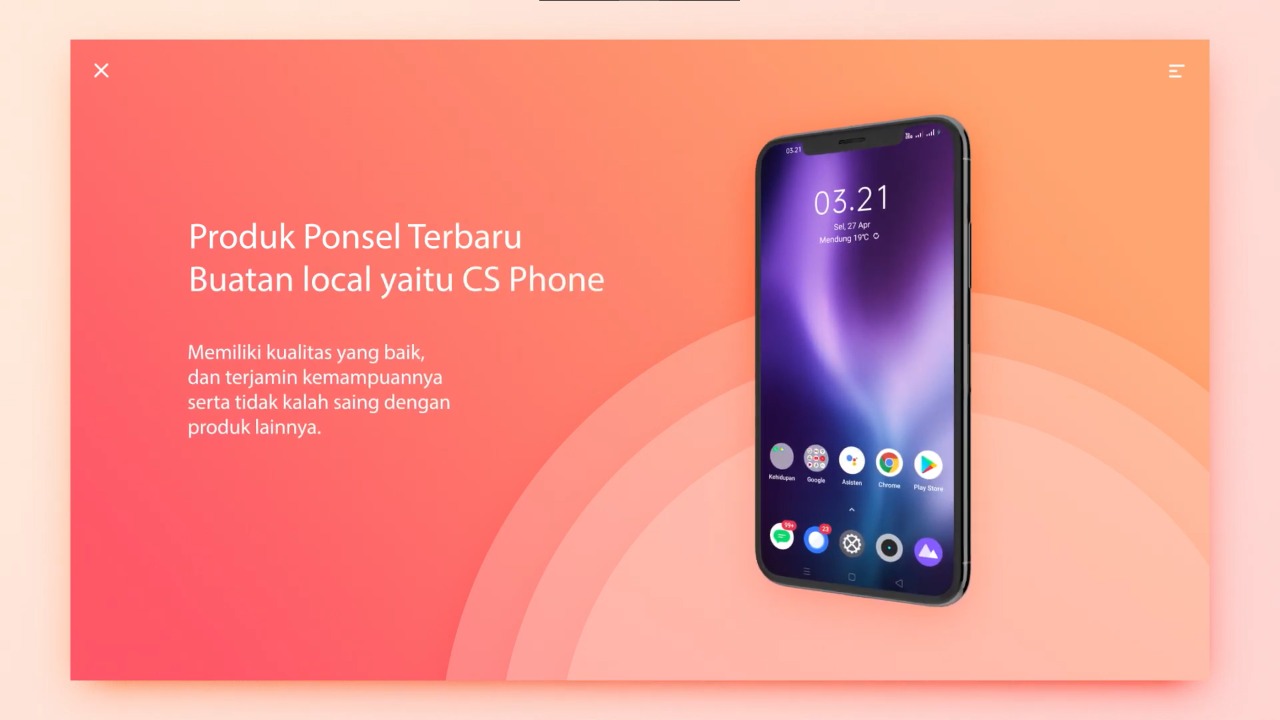 03.21
03.21
Sel, 27 Apr
Mendung 19°C
Produk Ponsel Terbaru
Buatan local yaitu CS Phone
Memiliki kualitas yang baik,
dan terjamin kemampuannya
serta tidak kalah saing dengan
produk lainnya.
Kehidupan Google Asisten Chrome Play Store
99+ 23